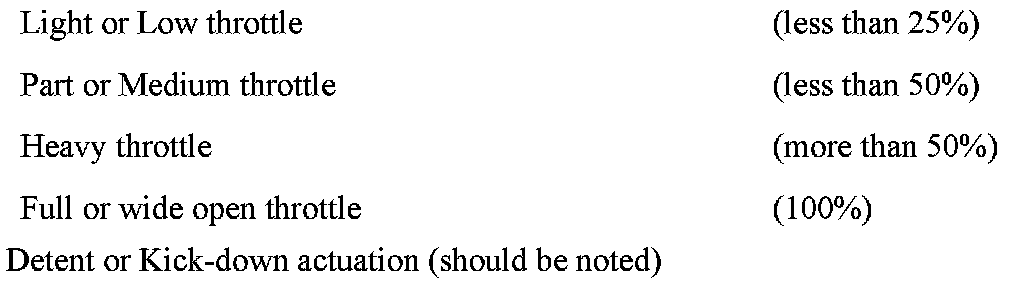 Light or Low throttle (less than 25%)
Part or Medium throttle (less than 50%)
Heavy throttle (more than 50%)
Full or wide open throttle (100%)
Detent or Kick-down actuation (should be noted)